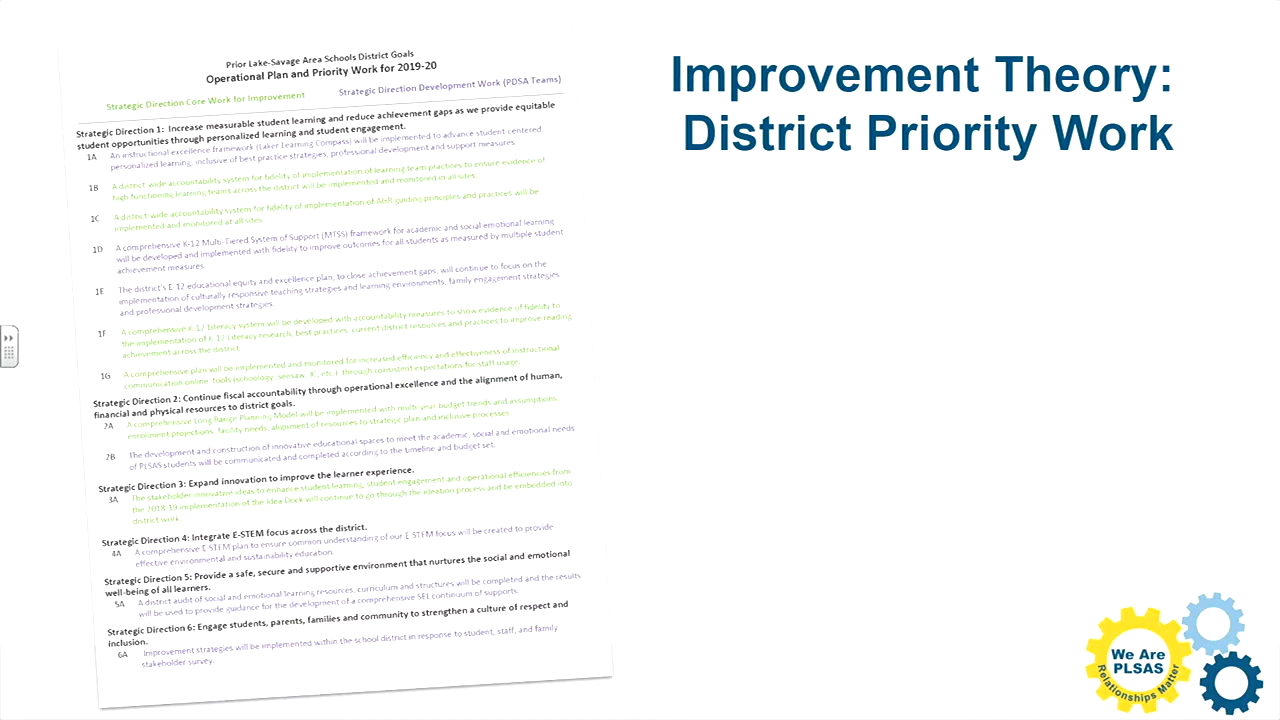 Improvement Theory:
District Priority Work
Prior Lake-Savage Area Schools District Goals
Operational Plan and Priority Work for 2019-20
Strategic Direction Core Work for Improvement
Strategic Direction Development Work (PDSA Teams)
Strategic Direction 1: Increase measurable student learning and reduce achievement gaps as we provide equitable
student opportunities through personalized learning and student engagement.
1A An instructional excellence framework (Laker Learning Compass) will be implemented to advance student centered,
personalized learning, inclusive of best practice strategies, professional development and support measures.
1B A district-wide accountability system for fidelity of implementation of learning team practices to ensure evidence of
high functioning learning teams across the district will be implemented and monitored in all sites.
1C A district-wide accountability system for fidelity of implementation of AGR guiding principles and practices will be
implemented and monitored at all sites.
1D A comprehensive K-12 Multi-Tiered System of Support (MTSS) framework for academic and social emotional learning
will be developed and implemented with fidelity to improve outcomes for all students as measured by multiple student
achievement measures.
1E The district's E-12 educational equity and excellence plan, to close achievement gaps, will continue to focus on the
implementation of culturally responsive teaching strategies and learning environments, family engagement strategies
and professional development strategies.
1F A comprehensive K-12 Literacy system will be developed with accountability measures to show evidence of fidelity to
the implementation of K-12 Literacy research, best practices, current district resources and practices to improve reading
achievement across the district.
1G A comprehensive plan will be implemented and monitored for increased efficiency and effectiveness of instructional
communication online tools (schoology, seesaw, IC, etc.) through consistent expectations for staff usage.
Strategic Direction 2: Continue fiscal accountability through operational excellence and the alignment of human,
financial and physical resources to district goals.
2A A comprehensive Long Range Planning Model will be implemented with multi-year budget trends and assumptions,
enrollment projections, facility needs, alignment of resources to strategic plan and inclusive processes.
2B The development and construction of innovative educational spaces to meet the academic, social and emotional needs
of PLSAS students will be communicated and completed according to the timeline and budget set.
Strategic Direction 3: Expand innovation to improve the learner experience.
3A The stakeholder innovative ideas to enhance student learning, student engagement and operational efficiencies from
the 2018-19 implementation of the Idea Dock will continue to go through the ideation process and be embedded into
district work.
Strategic Direction 4: Integrate E-STEM focus across the district.
4A A comprehensive E-STEM plan to ensure common understanding of our E-STEM focus will be created to provide
effective environmental and sustainability education.
Strategic Direction 5: Provide a safe, secure and supportive environment that nurtures the social and emotional
well-being of all learners.
5A A district audit of social and emotional learning resources, curriculum and structures will be completed and the results
will be used to provide guidance for the development of a comprehensive SEL continuum of supports.
Strategic Direction 6: Engage students, parents, families and community to strengthen a culture of respect and
inclusion.
6A Improvement strategies will be implemented within the school district in response to student, staff, and family
stakeholder survey.
We Are
PLSAS
Relationships Matter